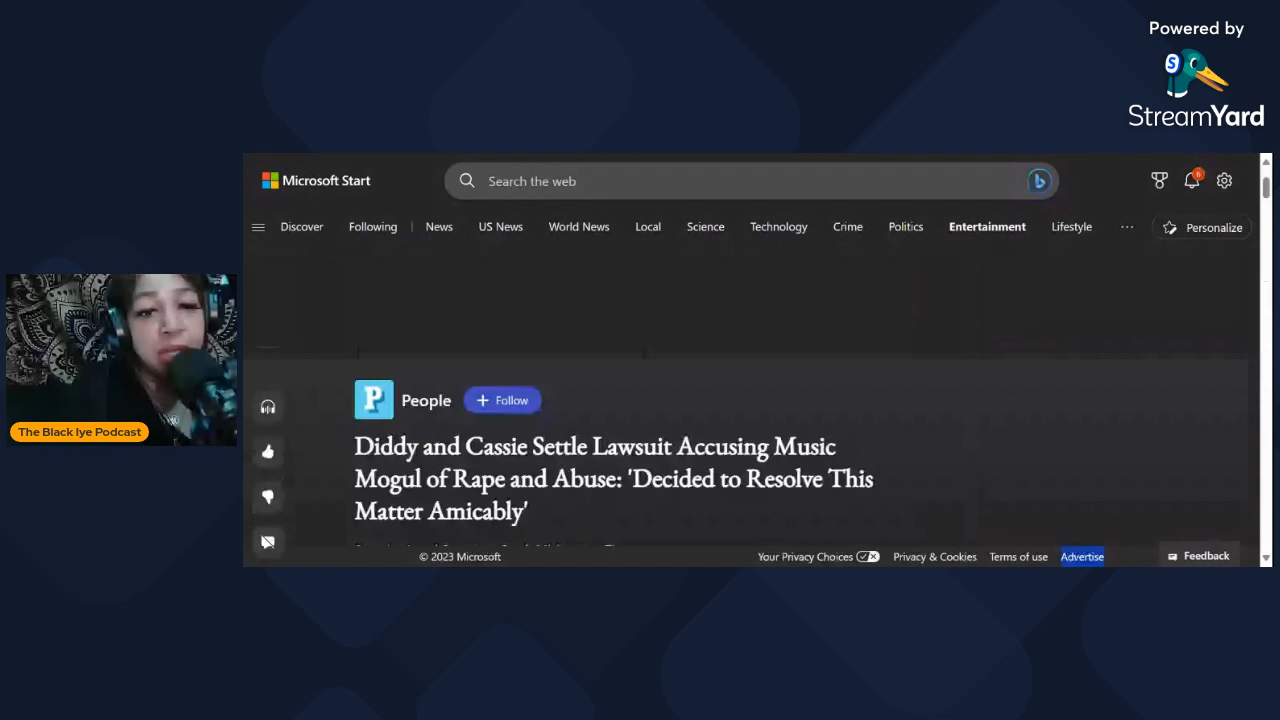 Powered by
StreamYard
Microsoft Start
Search the web
6
Discover Following News US News World News Local Science Technology Crime Politics Entertainment Lifestyle ... Personalize
People + Follow
Diddy and Cassie Settle Lawsuit Accusing Music
Mogul of Rape and Abuse: 'Decided to Resolve This
Matter Amicably'
The Black Iye Podcast
© 2023 Microsoft Your Privacy Choices Privacy & Cookies Terms of use Advertise Feedback